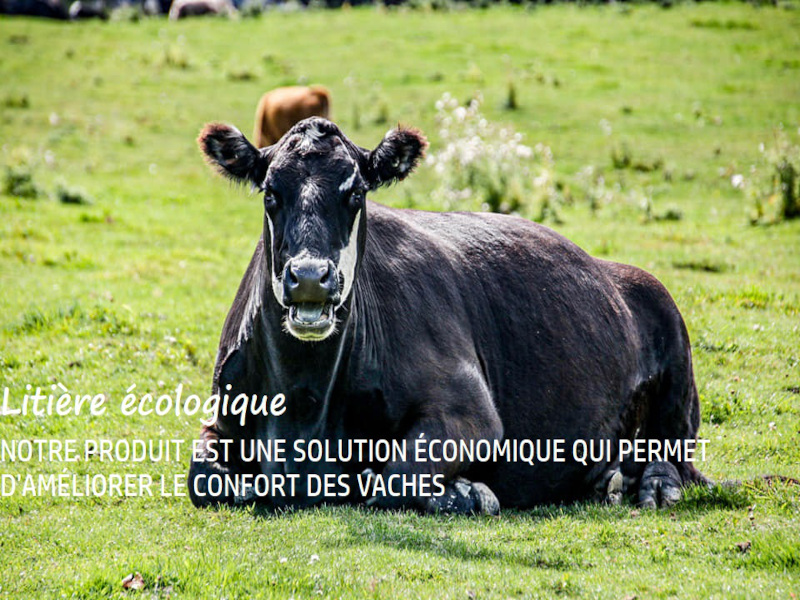 Litière écologique
NOTRE PRODUIT EST UNE SOLUTION ÉCONOMIQUE QUI PERMET
D'AMÉLIORER LE CONFORT DES VACHES